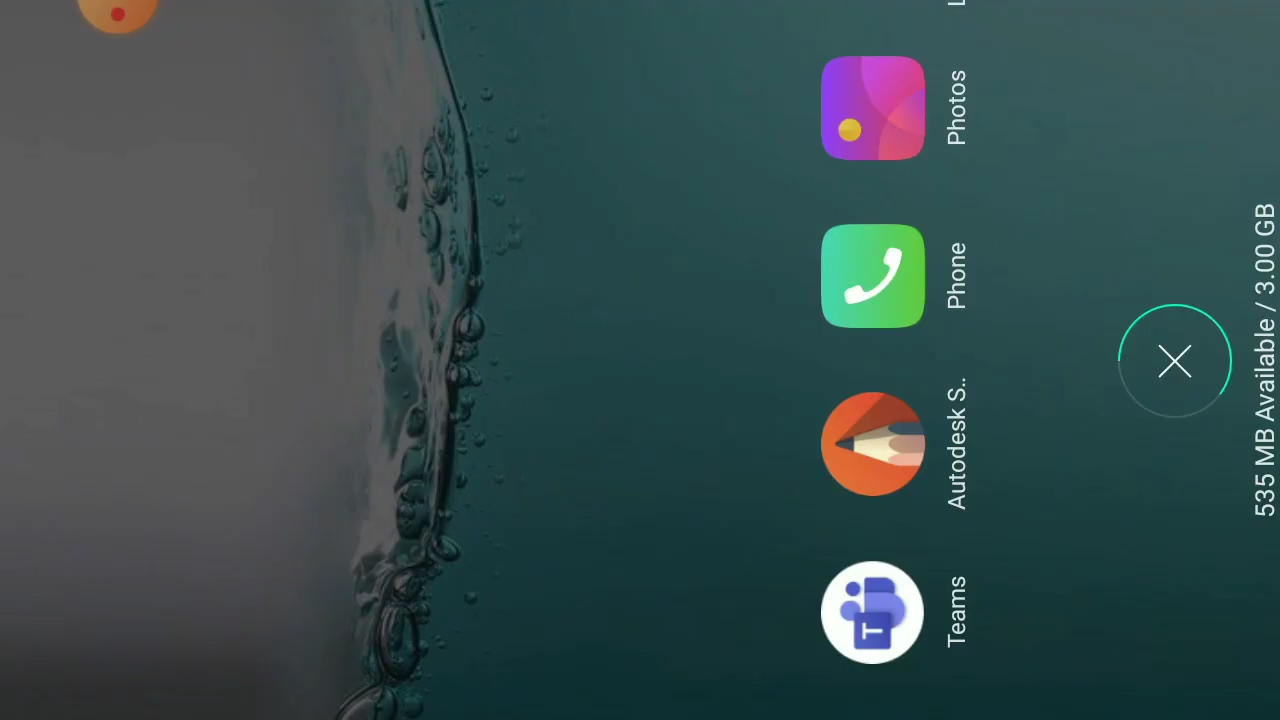 Teams
Autodesk S..
Phone
Photos
535 MB Available / 3.00 GB